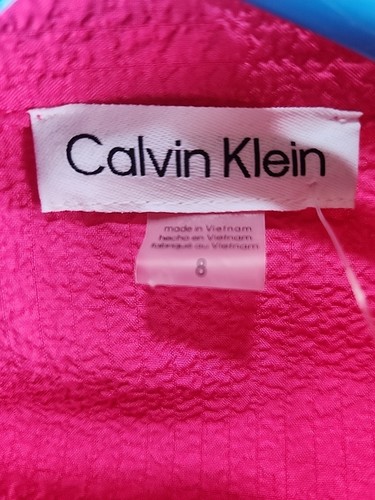 Calvin Klein
made in Vietnam
hecho en Vietnam
fabriqué au Vietnam
8